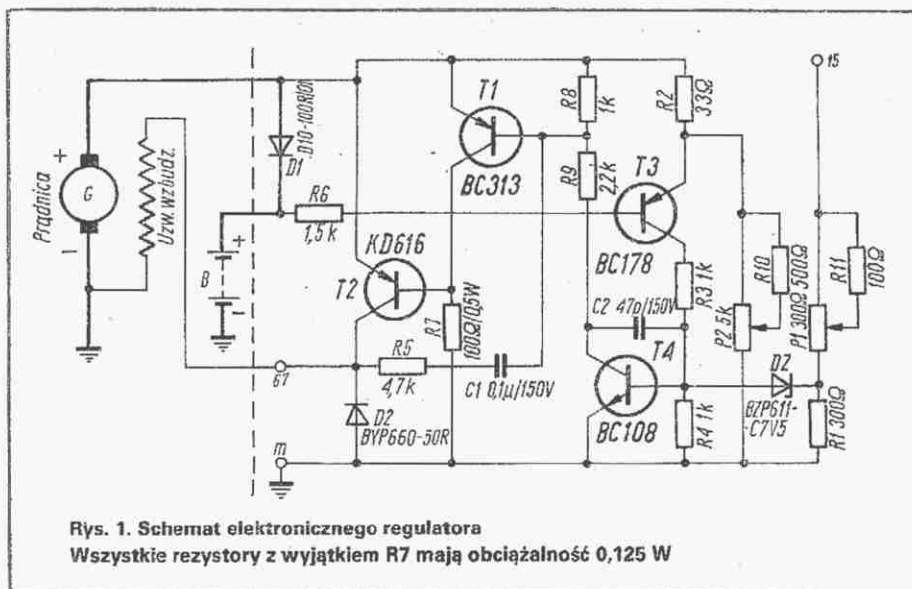 15
T1
BC313
R8
1k
R2
33Ω
D10-100R/01
D1
Prądnica
+
G
Uzw. wzbudz.
R6
1,5k
R9
2,2k
T3
BC178
B
+
KD616
T2
R7
100Ω/0,5W
R3 1k
R10
500Ω
R11
100Ω
P2 5k
P1 300Ω
C2 47p/150V
67
R5
4,7k
C1 0,1μ/150V
T4
BC108
DZ
BZP611-
-C7V5
R4 1k
R1 300Ω
D2
BYP660-50R
m
Rys. 1. Schemat elektronicznego regulatora
Wszystkie rezystory z wyjątkiem R7 mają obciążalność 0,125 W